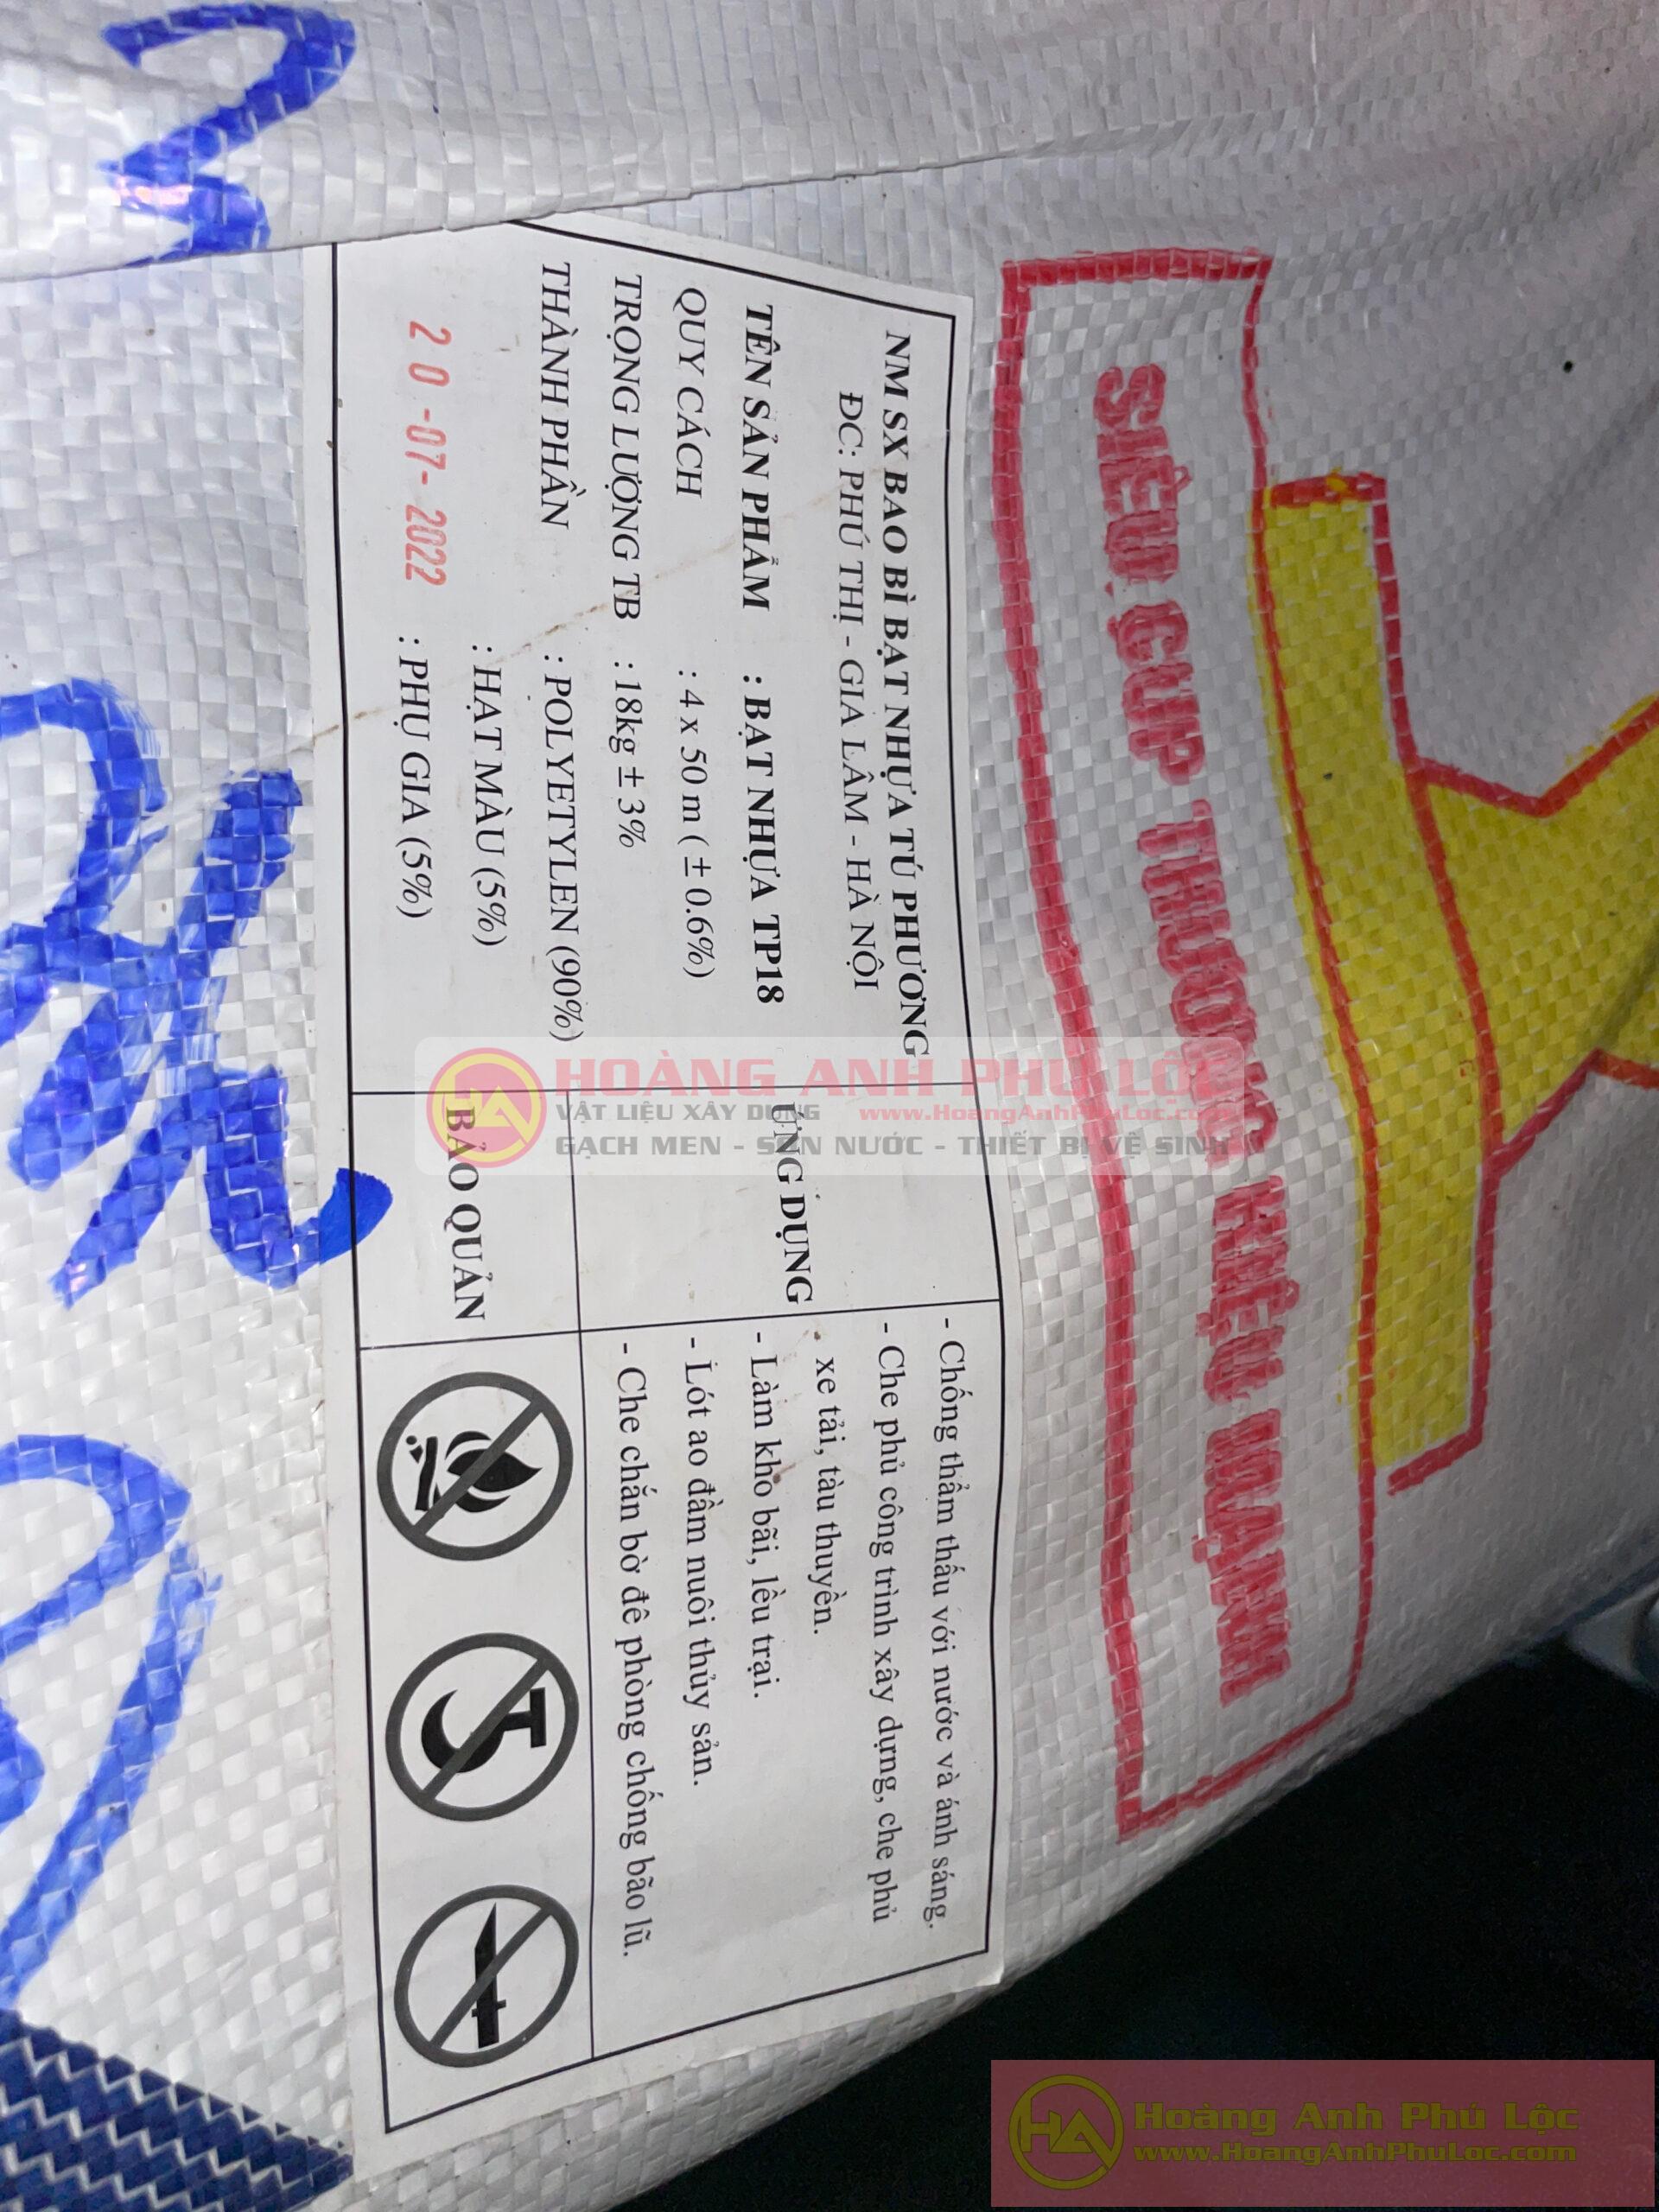 SIÊU CÚP THƯƠNG HIỆU MẠNH
NM SX BAO BÌ BẠT NHỰA TÚ PHƯƠNG
ĐC: PHÚ THỊ - GIA LÂM - HÀ NỘI
TÊN SẢN PHẨM : BẠT NHỰA TP18
QUY CÁCH : 4 x 50 m ( ± 0.6%)
TRỌNG LƯỢNG TB : 18kg ± 3%
THÀNH PHẦN : POLYETYLEN (90%)
: HẠT MÀU (5%)
: PHỤ GIA (5%)
20-07-2022
ỨNG DỤNG
- Chống thẩm thấu với nước và ánh sáng.
- Che phủ công trình xây dựng, che phủ
xe tải, tàu thuyền.
- Làm kho bãi, lều trại.
- Lót ao đầm nuôi thủy sản.
- Che chắn bờ đê phòng chống bão lũ.
BẢO QUẢN
HOÀNG ANH PHÚ LỘC
VẬT LIỆU XÂY DỰNG www.HoangAnhPhuLoc.com
GẠCH MEN - SƠN NƯỚC - THIẾT BỊ VỆ SINH
HA
Hoàng Anh Phú Lộc
www.HoangAnhPhuLoc.com